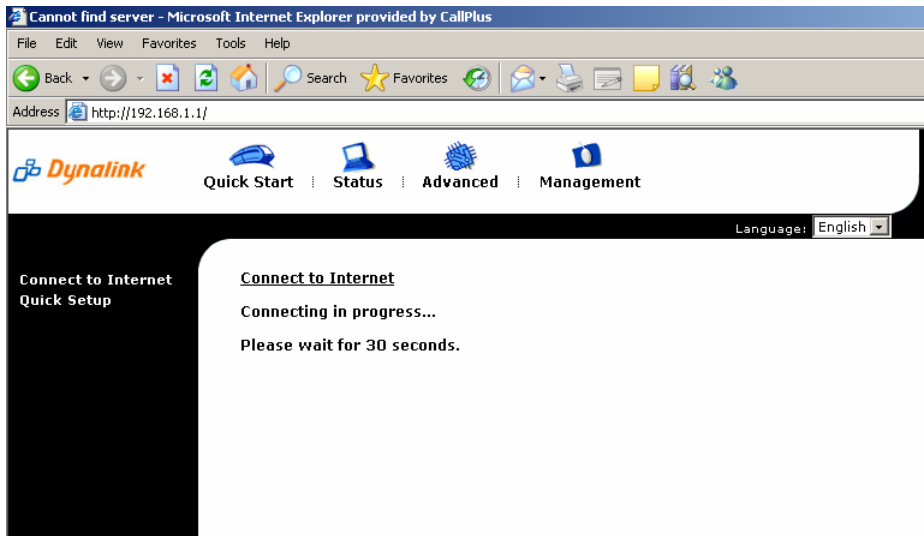 Cannot find server - Microsoft Internet Explorer provided by CallPlus
File Edit View Favorites Tools Help
Back Search Favorites
Address http://192.168.1.1/
Dynalink
Quick Start Status Advanced Management
Language: English
Connect to Internet
Quick Setup
Connect to Internet
Connecting in progress...
Please wait for 30 seconds.